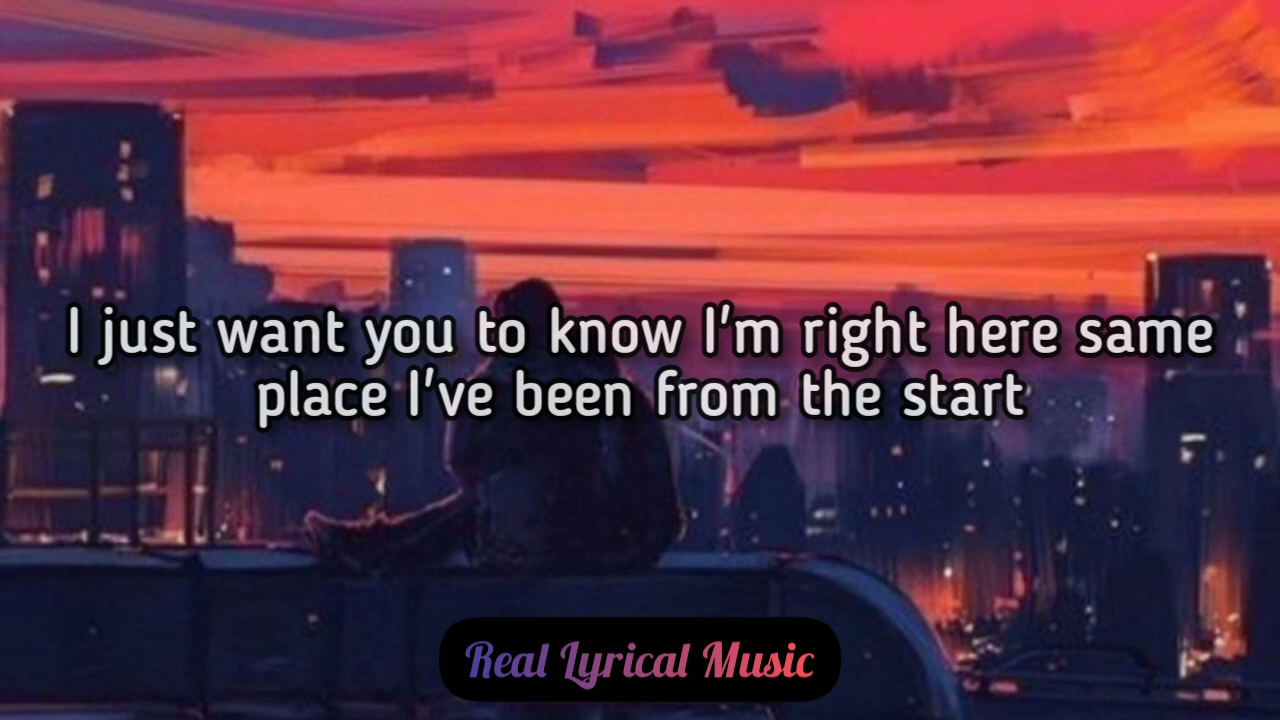 I just want you to know I'm right here same
place I've been from the start
Real Lyrical Music